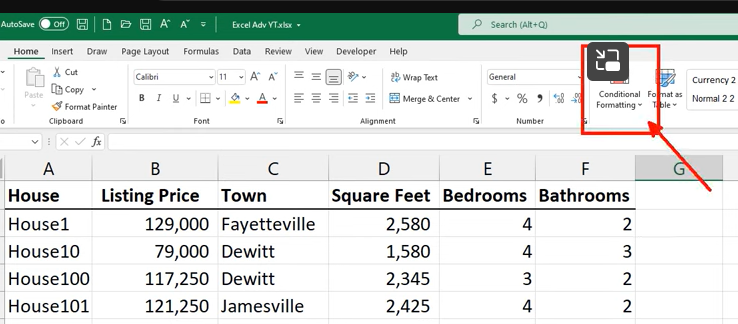 AutoSave Off Excel Adv YT.xlsx Search (Alt+Q)
Home Insert Draw Page Layout Formulas Data Review View Developer Help
Paste
Cut
Copy
Format Painter
Clipboard
Calibri 11 A A
B I U A
Font
ab Wrap Text
Merge & Center
Alignment
General
$ % ,
Number
Conditional
Formatting
Format as
Table
Currency 2
Normal 2 2
fx
A B C D E F G
House Listing Price Town Square Feet Bedrooms Bathrooms
House1 129,000 Fayetteville 2,580 4 2
House10 79,000 Dewitt 1,580 4 3
House100 117,250 Dewitt 2,345 3 2
House101 121,250 Jamesville 2,425 4 2